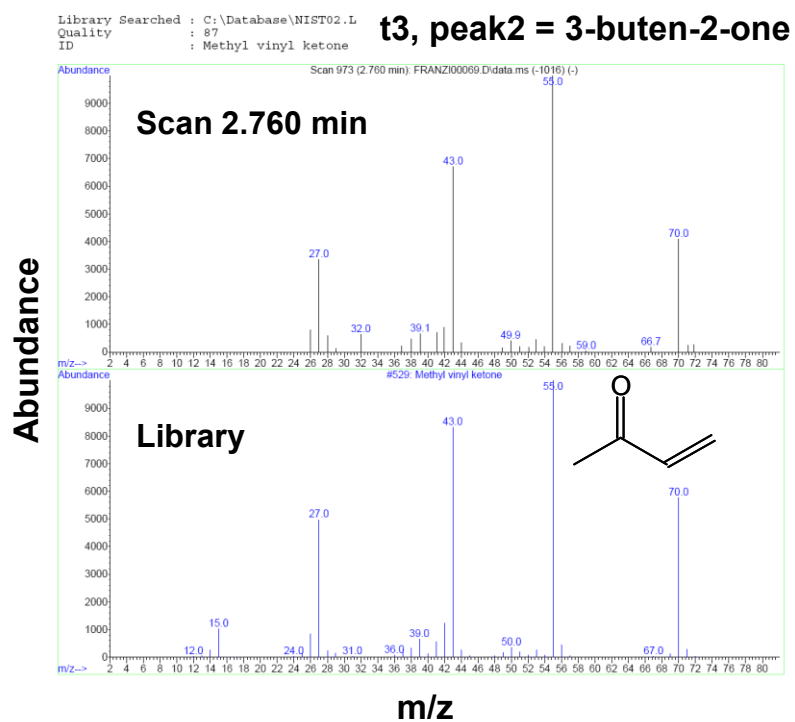 Library Searched : C:\Database\NIST02.L
Quality : 87
ID : Methyl vinyl ketone
t3, peak2 = 3-buten-2-one
Abundance
Scan 973 (2.760 min): FRANZI00069.D\data.ms (-1016) (-)
55.0
9000
Scan 2.760 min
8000
7000
43.0
6000
5000
70.0
4000
27.0
3000
2000
1000
32.0 39.1 49.9 59.0 66.7
0
m/z-->
2 4 6 8 10 12 14 16 18 20 22 24 26 28 30 32 34 36 38 40 42 44 46 48 50 52 54 56 58 60 62 64 66 68 70 72 74 76 78 80
Abundance
Abundance
#529: Methyl vinyl ketone
55.0
O
9000
43.0
Library
8000
7000
6000
70.0
27.0
5000
4000
3000
2000
15.0
1000
12.0 24.0 31.0 36.0 39.0 50.0 67.0
0
m/z-->
2 4 6 8 10 12 14 16 18 20 22 24 26 28 30 32 34 36 38 40 42 44 46 48 50 52 54 56 58 60 62 64 66 68 70 72 74 76 78 80
m/z